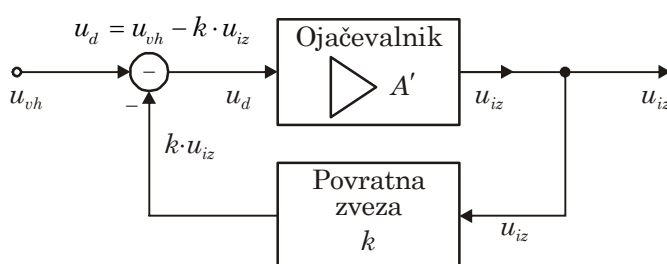 u_d = u_vh − k · u_iz
Ojačevalnik
A′
−
−
u_vh
u_d
u_iz
u_iz
k·u_iz
Povratna
zveza
k
u_iz